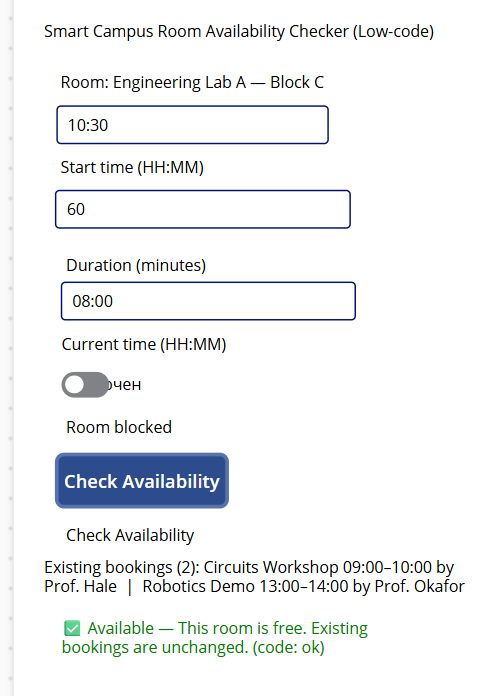 Smart Campus Room Availability Checker (Low-code)
Room: Engineering Lab A — Block C
10:30
Start time (HH:MM)
60
Duration (minutes)
08:00
Current time (HH:MM)
Room blocked
Check Availability
Check Availability
Existing bookings (2): Circuits Workshop 09:00–10:00 by
Prof. Hale | Robotics Demo 13:00–14:00 by Prof. Okafor
✅ Available — This room is free. Existing
bookings are unchanged. (code: ok)